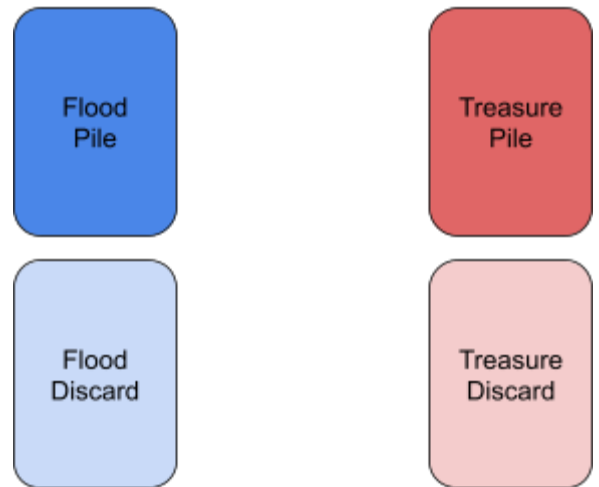 Flood
Pile
Treasure
Pile
Flood
Discard
Treasure
Discard